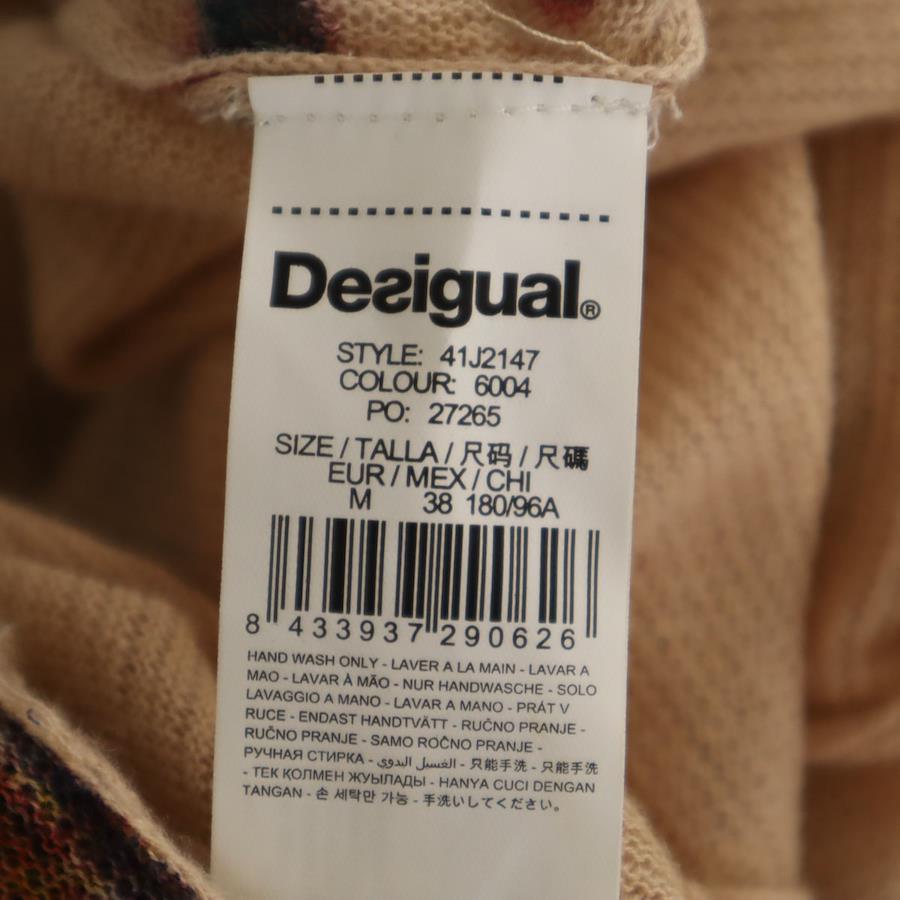 Desigual®
STYLE: 41J2147
COLOUR: 6004
PO: 27265
SIZE / TALLA / 尺码 / 尺碼
EUR / MEX / CHI
M 38 180/96A
8 433937 290626
HAND WASH ONLY - LAVER A LA MAIN - LAVAR A
MAO - LAVAR À MÃO - NUR HANDWASCHE - SOLO
LAVAGGIO A MANO - LAVAR A MANO - PRÁT V
RUCE - ENDAST HANDTVÄTT - RUČNO PRANJE -
RUČNO PRANJE - SAMO ROČNO PRANJE -
РУЧНАЯ СТИРКА - الغسيل اليدوي - 只能手洗 - 只能手洗
- ТЕК ҚОЛМЕН ЖУЫЛАДЫ - HANYA CUCI DENGAN
TANGAN - 손 세탁만 가능 - 手洗いしてください。